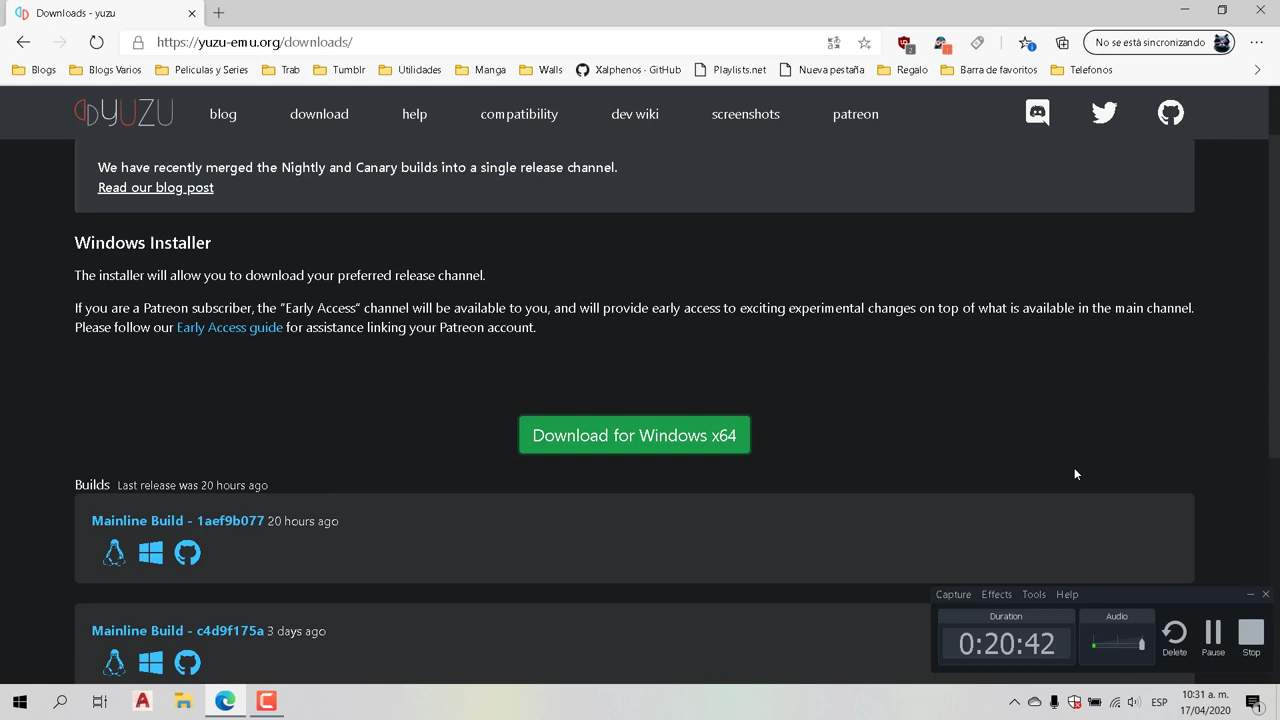 Downloads - yuzu
https://yuzu-emu.org/downloads/
2
1
No se está sincronizando
Blogs
Blogs Varios
Peliculas y Series
Trab
Tumblr
Utilidades
Manga
Walls
Xalphenos · GitHub
Playlists.net
Nueva pestaña
Regalo
Barra de favoritos
Telefonos
YUZU
blog
download
help
compatibility
dev wiki
screenshots
patreon
We have recently merged the Nightly and Canary builds into a single release channel.
Read our blog post
Windows Installer
The installer will allow you to download your preferred release channel.
If you are a Patreon subscriber, the "Early Access" channel will be available to you, and will provide early access to exciting experimental changes on top of what is available in the main channel.
Please follow our Early Access guide for assistance linking your Patreon account.
Download for Windows x64
Builds Last release was 20 hours ago
Mainline Build - 1aef9b077 20 hours ago
Mainline Build - c4d9f175a 3 days ago
Capture Effects Tools Help
Duration
Audio
0:20:42
Delete
Pause
Stop
A
C
ESP
10:31 a. m.
17/04/2020
1